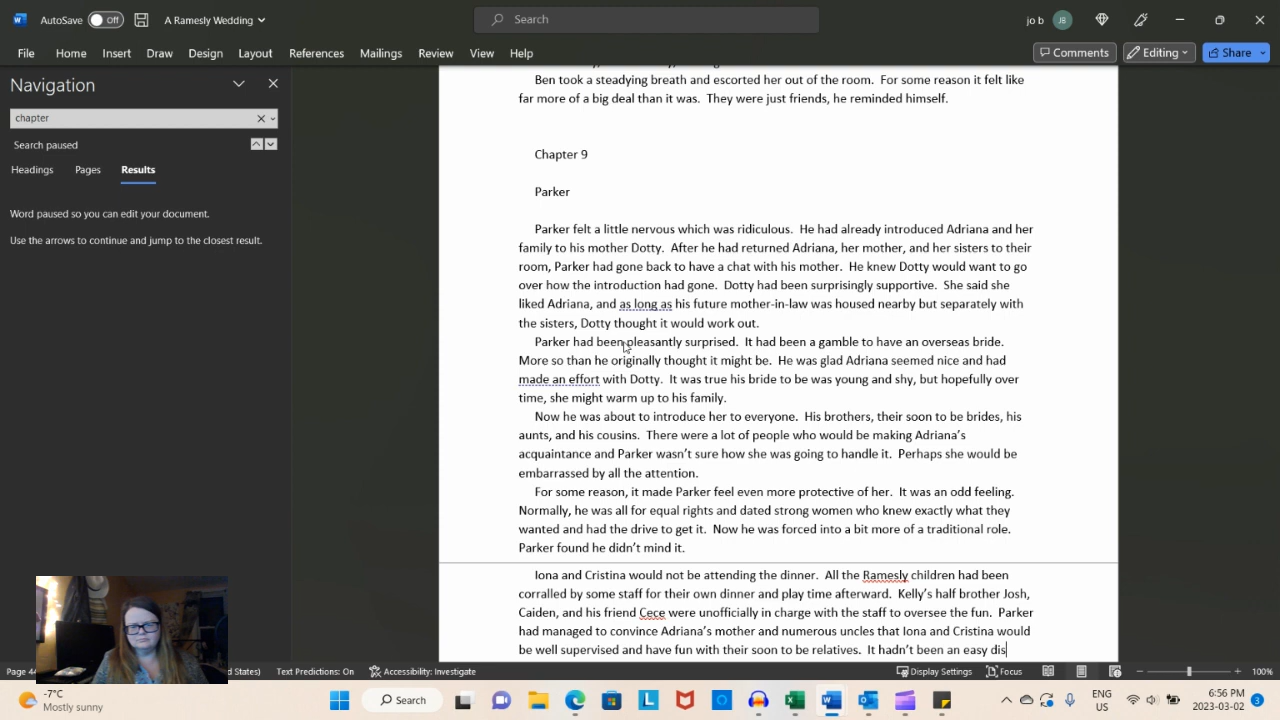 AutoSave Off A Ramesly Wedding Search jo b JB
File Home Insert Draw Design Layout References Mailings Review View Help Comments Editing Share
Navigation
chapter
Search paused
Headings Pages Results
Word paused so you can edit your document.
Use the arrows to continue and jump to the closest result.
Ben took a steadying breath and escorted her out of the room. For some reason it felt like
far more of a big deal than it was. They were just friends, he reminded himself.
Chapter 9
Parker
Parker felt a little nervous which was ridiculous. He had already introduced Adriana and her
family to his mother Dotty. After he had returned Adriana, her mother, and her sisters to their
room, Parker had gone back to have a chat with his mother. He knew Dotty would want to go
over how the introduction had gone. Dotty had been surprisingly supportive. She said she
liked Adriana, and as long as his future mother-in-law was housed nearby but separately with
the sisters, Dotty thought it would work out.
Parker had been pleasantly surprised. It had been a gamble to have an overseas bride.
More so than he originally thought it might be. He was glad Adriana seemed nice and had
made an effort with Dotty. It was true his bride to be was young and shy, but hopefully over
time, she might warm up to his family.
Now he was about to introduce her to everyone. His brothers, their soon to be brides, his
aunts, and his cousins. There were a lot of people who would be making Adriana's
acquaintance and Parker wasn't sure how she was going to handle it. Perhaps she would be
embarrassed by all the attention.
For some reason, it made Parker feel even more protective of her. It was an odd feeling.
Normally, he was all for equal rights and dated strong women who knew exactly what they
wanted and had the drive to get it. Now he was forced into a bit more of a traditional role.
Parker found he didn't mind it.
Iona and Cristina would not be attending the dinner. All the Ramesly children had been
corralled by some staff for their own dinner and play time afterward. Kelly's half brother Josh,
Caiden, and his friend Cece were unofficially in charge with the staff to oversee the fun. Parker
had managed to convince Adriana's mother and numerous uncles that Iona and Cristina would
be well supervised and have fun with their soon to be relatives. It hadn't been an easy dis
Page 4 d States) Text Predictions: On Accessibility: Investigate Display Settings Focus 100%
-7°C
Mostly sunny
Search
ENG
US
6:56 PM
2023-03-02
3